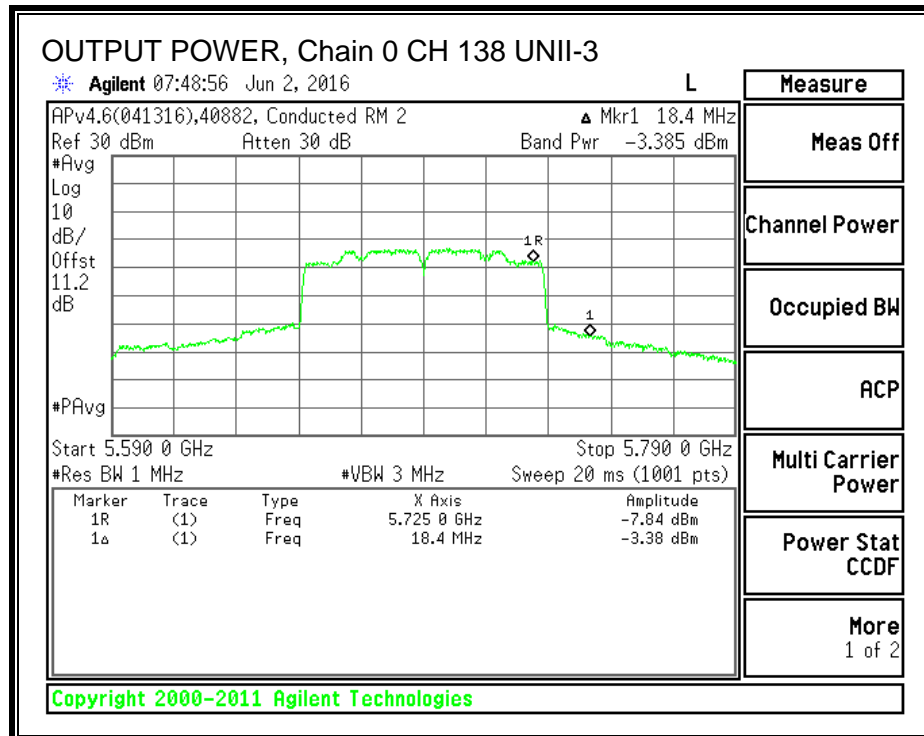 OUTPUT POWER, Chain 0 CH 138 UNII-3
Agilent 07:48:56 Jun 2, 2016 L
Measure
APv4.6(041316),40882, Conducted RM 2 Δ Mkr1 18.4 MHz
Ref 30 dBm Atten 30 dB Band Pwr -3.385 dBm
#Avg
Log
10
dB/
Offst
11.2
dB
#PAvg
1R
1
Start 5.590 0 GHz Stop 5.790 0 GHz
#Res BW 1 MHz #VBW 3 MHz Sweep 20 ms (1001 pts)
Marker Trace Type X Axis Amplitude
1R (1) Freq 5.725 0 GHz -7.84 dBm
1Δ (1) Freq 18.4 MHz -3.38 dBm
Meas Off
Channel Power
Occupied BW
ACP
Multi Carrier
Power
Power Stat
CCDF
More
1 of 2
Copyright 2000-2011 Agilent Technologies